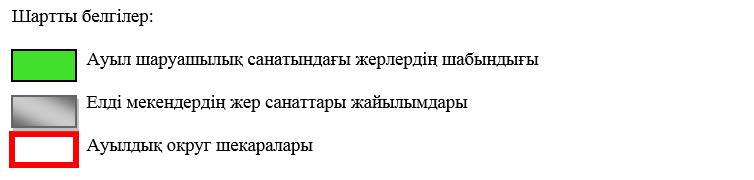 Шартты белгілер:
Ауыл шаруашылық санатындағы жерлердің шабындығы
Елді мекендердің жер санаттары жайылымдары
Ауылдық округ шекаралары